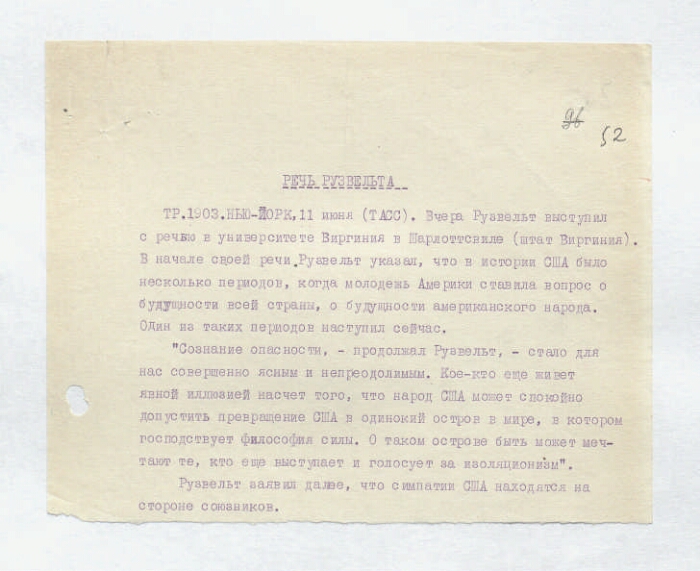 96
52
РЕЧЬ РУЗВЕЛЬТА
ТР.1903.НЬЮ-ЙОРК,11 июня (ТАСС). Вчера Рузвельт выступил
с речью в университете Виргиния в Шарлоттсвиле (штат Виргиния).
В начале своей речи Рузвельт указал, что в истории США было
несколько периодов, когда молодежь Америки ставила вопрос о
будущности всей страны, о будущности американского народа.
Один из таких периодов наступил сейчас.
"Сознание опасности, - продолжал Рузвельт, - стало для
нас совершенно ясным и непреодолимым. Кое-кто еще живет
явной иллюзией насчет того, что народ США может спокойно
допустить превращение США в одинокий остров в мире, в котором
господствует философия силы. О таком острове быть может меч-
тают те, кто еще выступает и голосует за изоляционизм".
Рузвельт заявил далее, что симпатии США находятся на
стороне союзников.